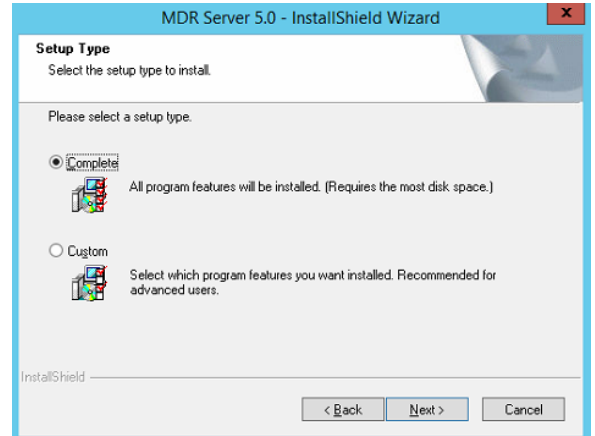 MDR Server 5.0 - InstallShield Wizard
x
Setup Type
Select the setup type to install.
Please select a setup type.
Complete
All program features will be installed. (Requires the most disk space.)
Custom
Select which program features you want installed. Recommended for
advanced users.
InstallShield
< Back
Next >
Cancel